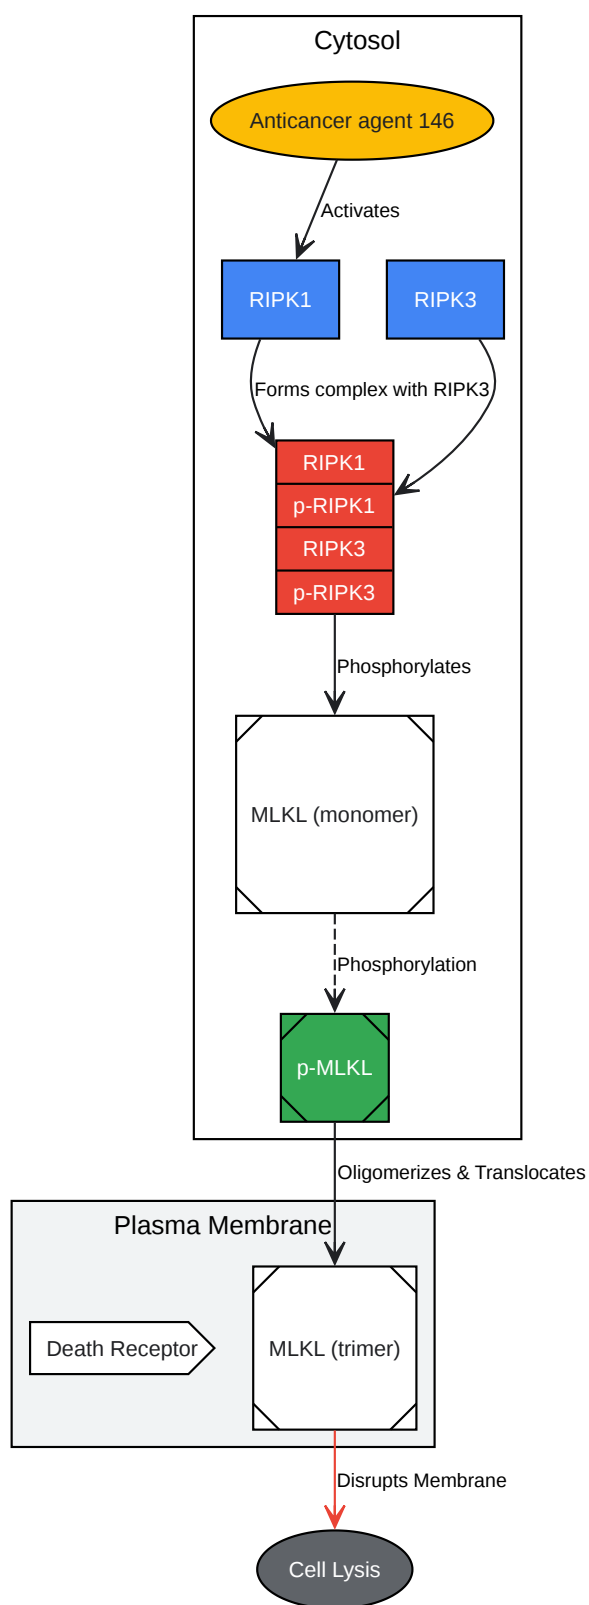 Cytosol
Anticancer agent 146
Activates
RIPK1
RIPK3
Forms complex with RIPK3
RIPK1
p-RIPK1
RIPK3
p-RIPK3
Phosphorylates
MLKL (monomer)
Phosphorylation
p-MLKL
Oligomerizes & Translocates
Plasma Membrane
Death Receptor
MLKL (trimer)
Disrupts Membrane
Cell Lysis